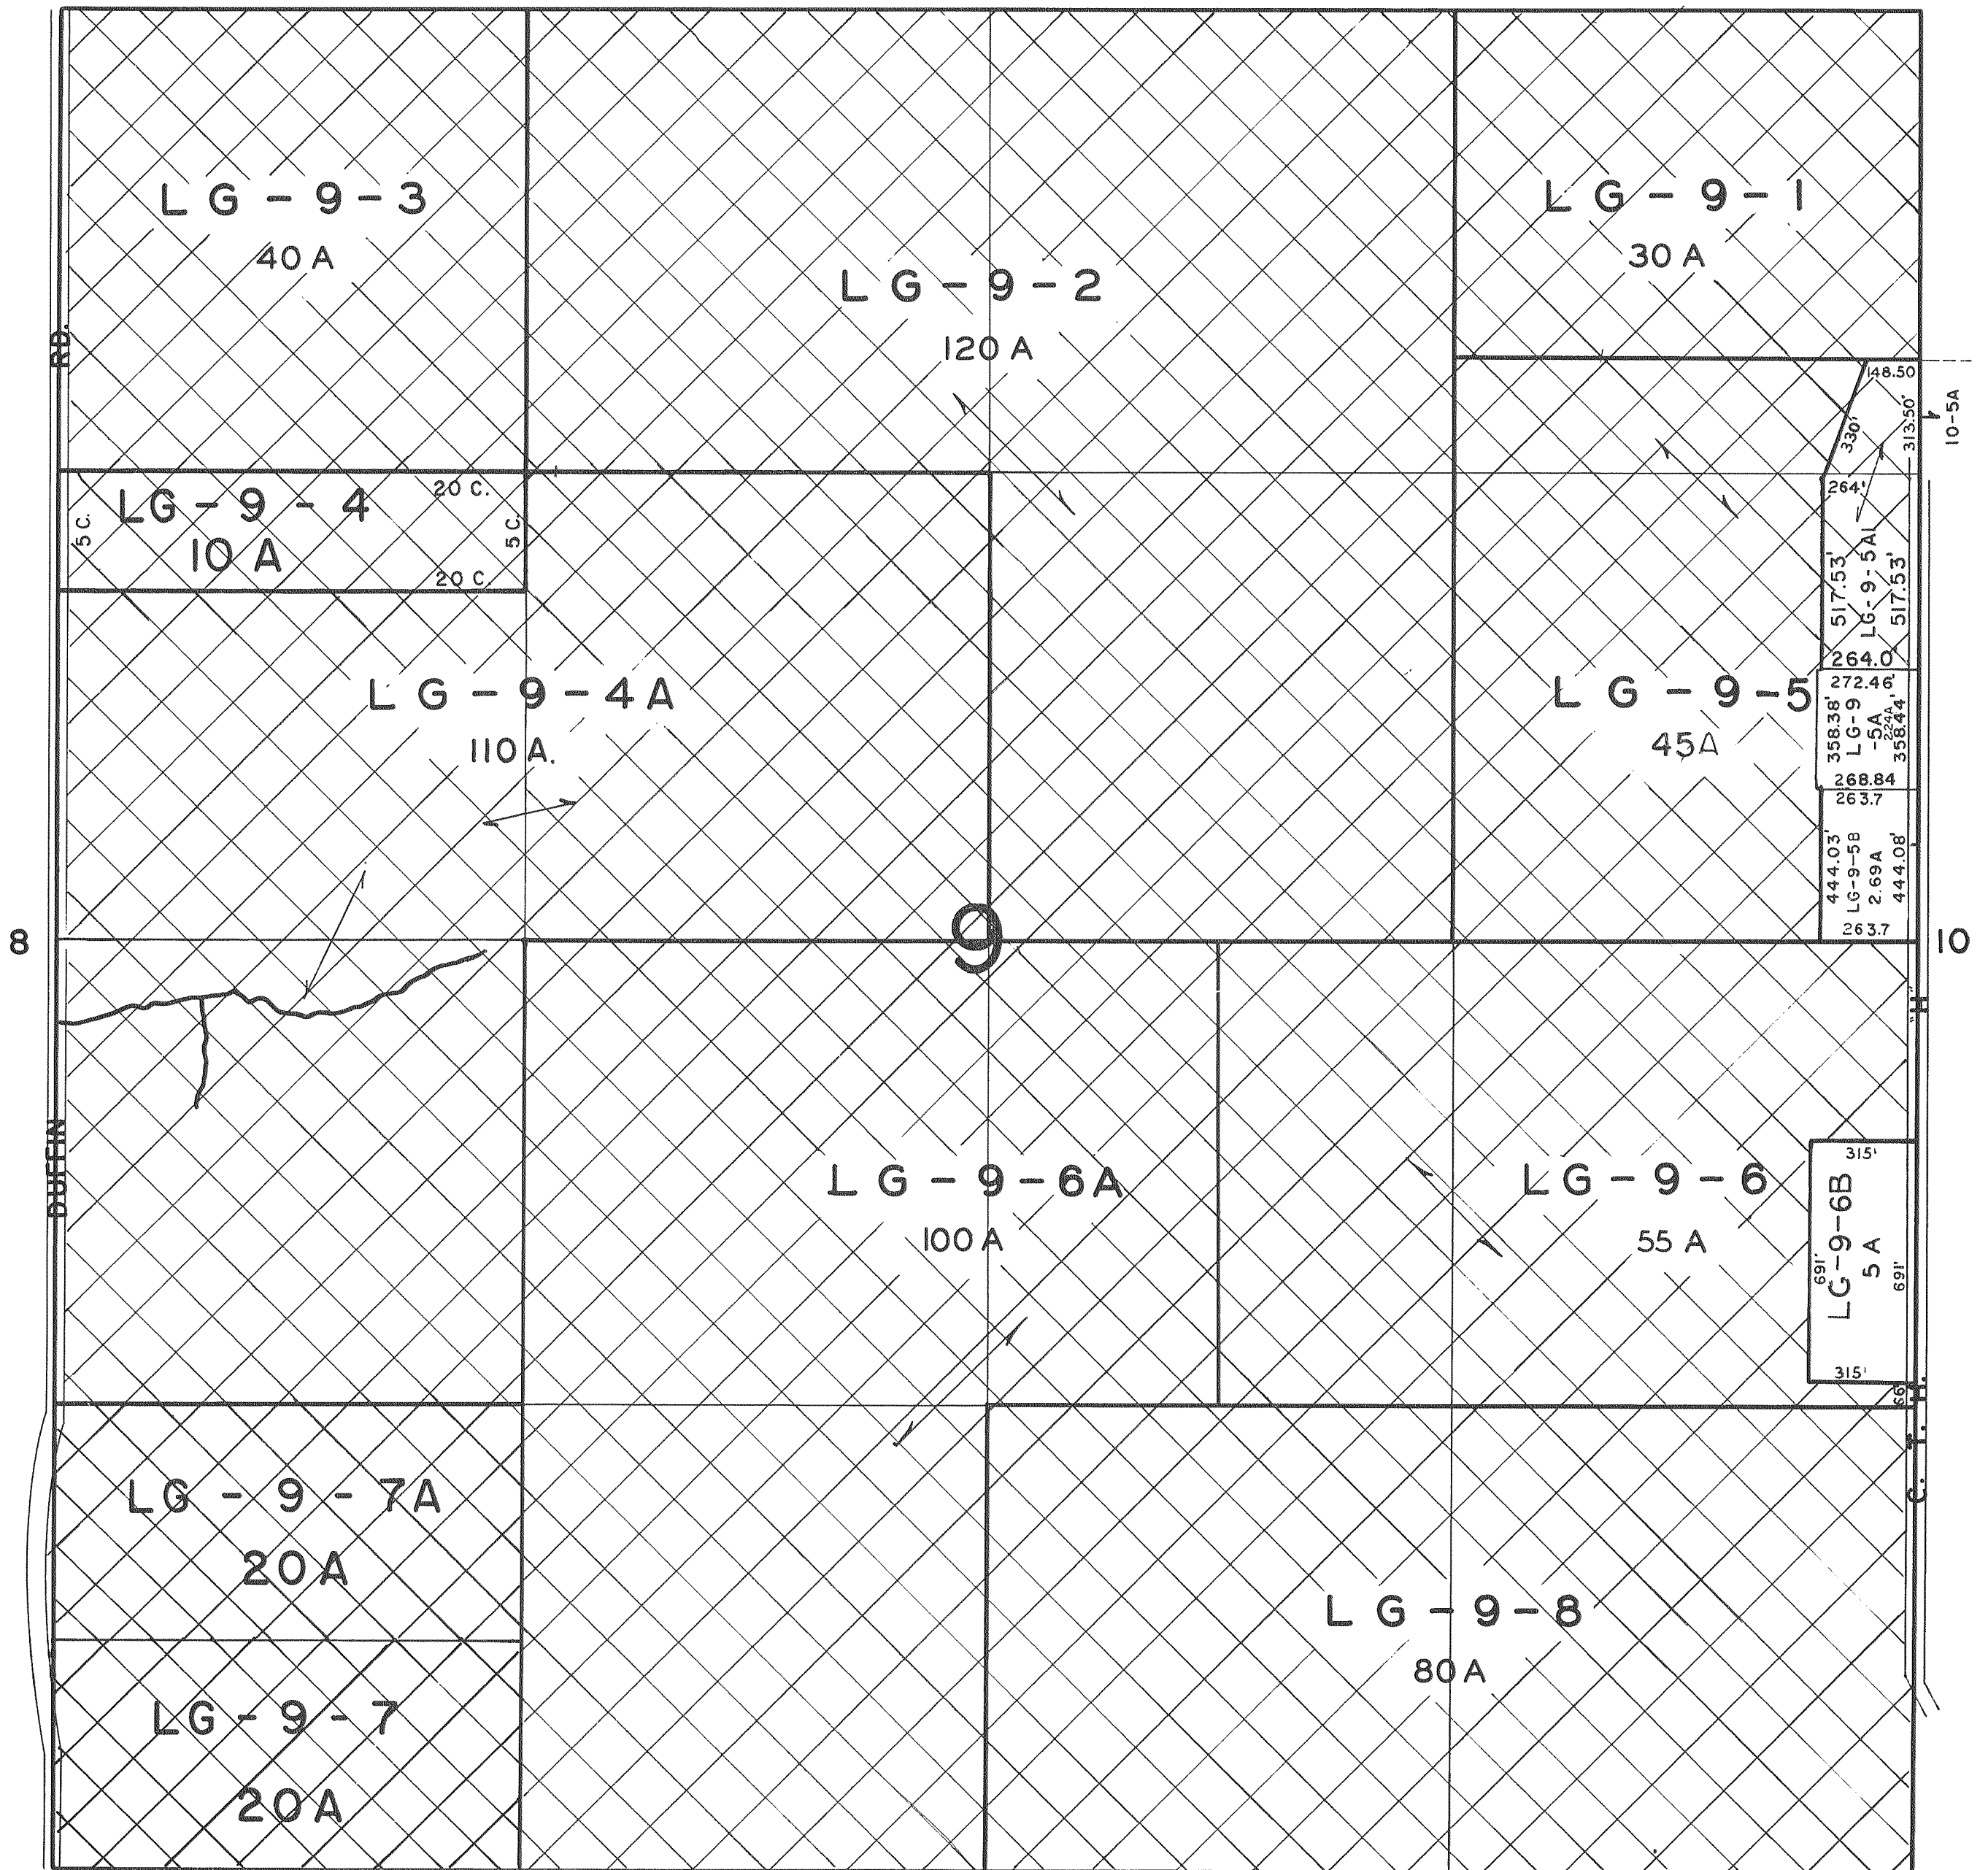 LG-9-3
40 A
LG-9-2
120 A
LG-9-1
30 A
RD.
148.50
330'
313.50'
10-5A
LG-9-4
10 A
20 C.
5 C.
5 C.
20 C.
264'
517.53'
LG-9-5A1
517.53'
264.0'
LG-9-4A
110 A.
LG-9-5
45A
272.46'
358.38'
LG-9
-5A
2.24A
358.44'
268.84
263.7
444.03'
LG-9-5B
2.69A
444.08'
263.7
8
9
10
"H"
DUFFIN
LG-9-6A
100 A
LG-9-6
55 A
315'
691'
LG-9-6B
5 A
691'
315'
66'
C. T. H.
LG-9-7A
20A
LG-9-8
80 A
LG-9-7
20A